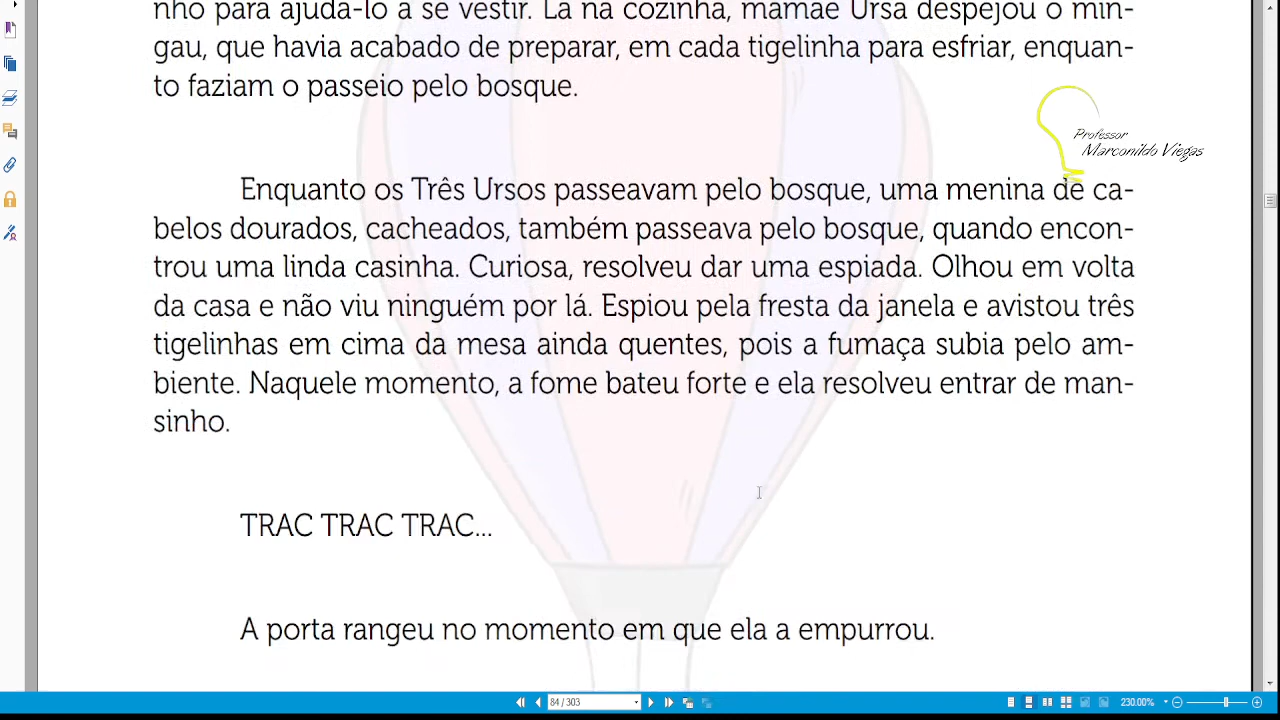 nho para ajudá-lo a se vestir. Lá na cozinha, mamãe Ursa despejou o min-
gau, que havia acabado de preparar, em cada tigelinha para esfriar, enquan-
to faziam o passeio pelo bosque.
Professor
Marconildo Viegas
Enquanto os Três Ursos passeavam pelo bosque, uma menina de ca-
belos dourados, cacheados, também passeava pelo bosque, quando encon-
trou uma linda casinha. Curiosa, resolveu dar uma espiada. Olhou em volta
da casa e não viu ninguém por lá. Espiou pela fresta da janela e avistou três
tigelinhas em cima da mesa ainda quentes, pois a fumaça subia pelo am-
biente. Naquele momento, a fome bateu forte e ela resolveu entrar de man-
sinho.
TRAC TRAC TRAC...
A porta rangeu no momento em que ela a empurrou.
84 / 303
230.00%